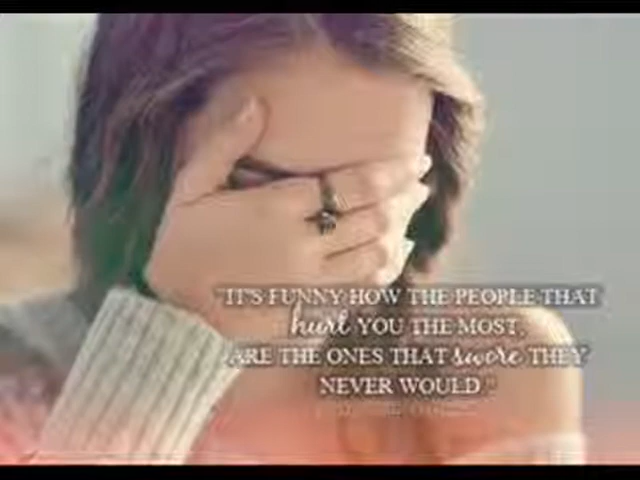 "IT'S FUNNY HOW THE PEOPLE THAT
hurt YOU THE MOST,
ARE THE ONES THAT swore THEY
NEVER WOULD."